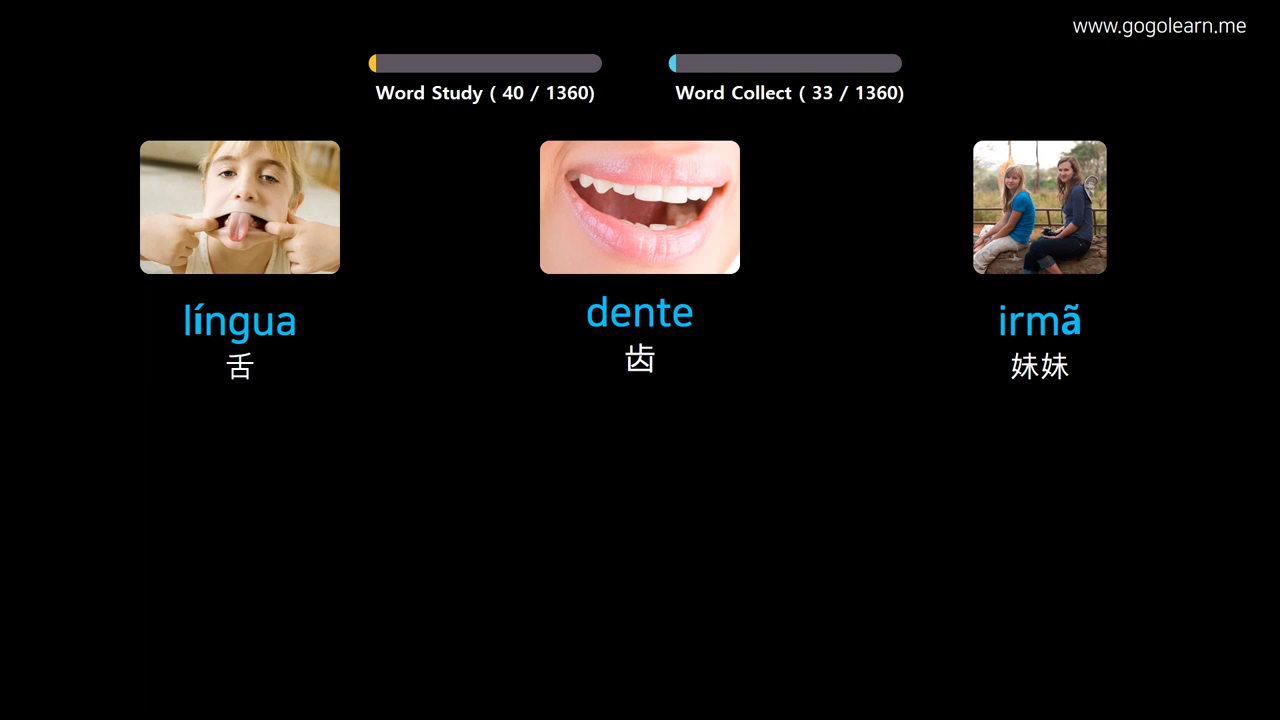 www.gogolearn.me
Word Study ( 40 / 1360)
Word Collect ( 33 / 1360)
língua
舌
dente
齿
irmã
妹妹